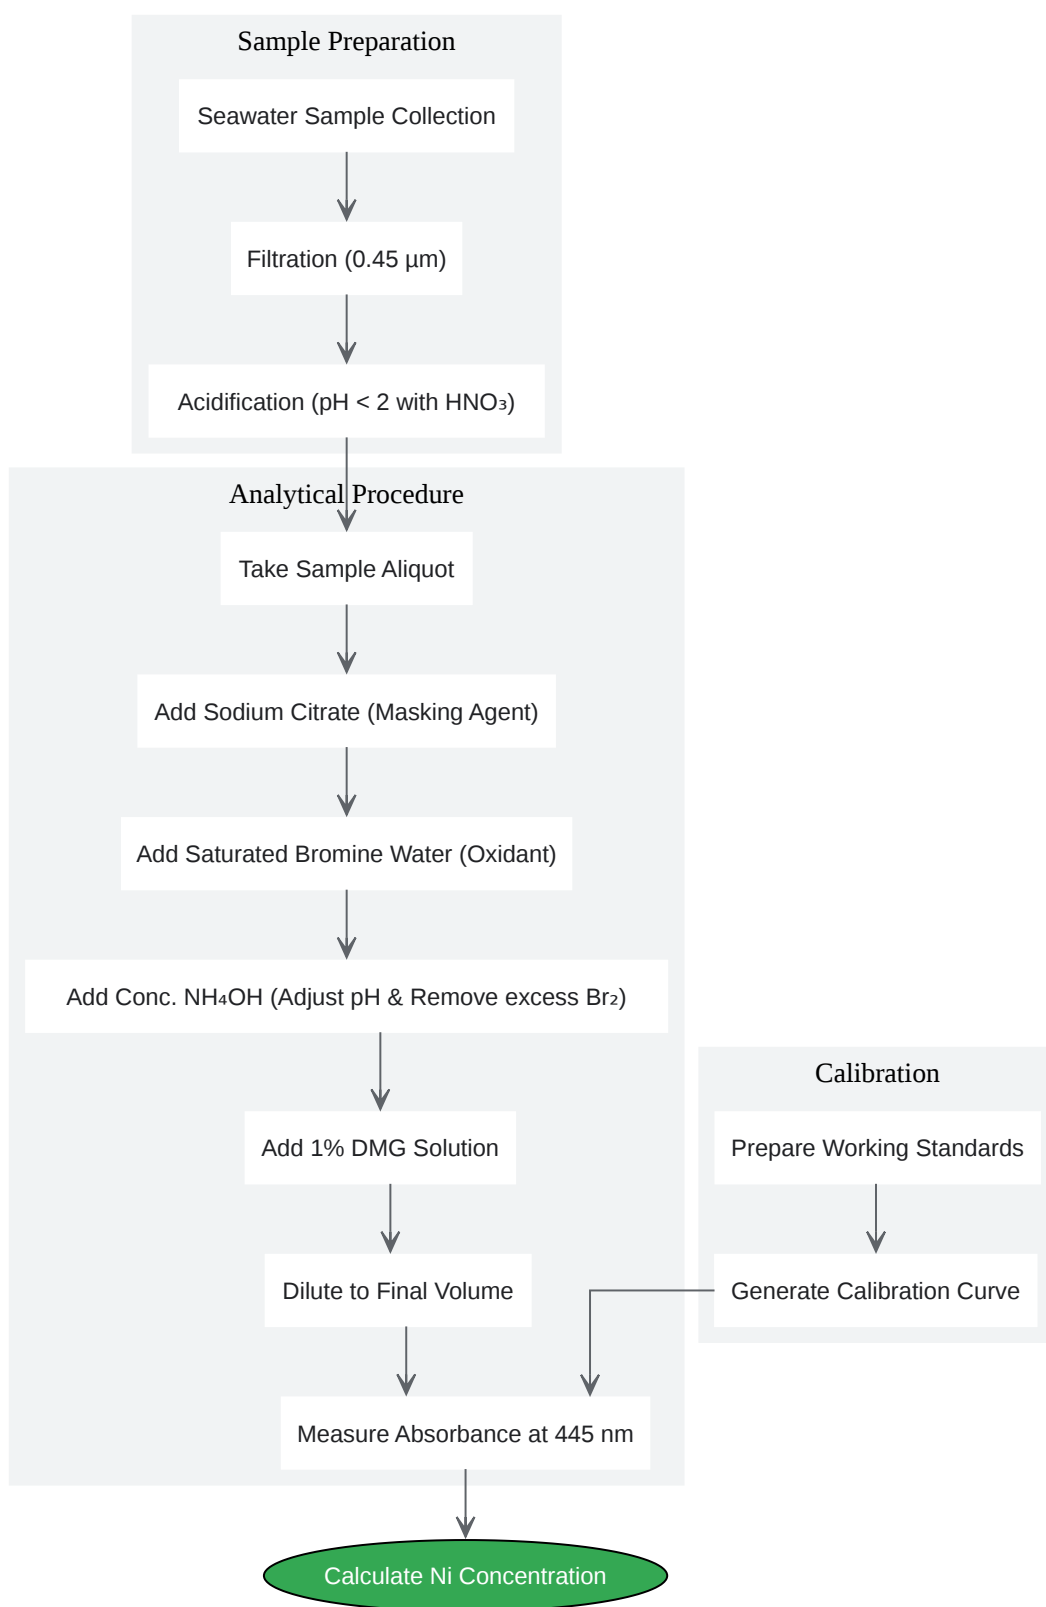 Sample Preparation
Seawater Sample Collection
Filtration (0.45 µm)
Acidification (pH < 2 with HNO₃)
Analytical Procedure
Take Sample Aliquot
Add Sodium Citrate (Masking Agent)
Add Saturated Bromine Water (Oxidant)
Add Conc. NH₄OH (Adjust pH & Remove excess Br₂)
Add 1% DMG Solution
Dilute to Final Volume
Measure Absorbance at 445 nm
Calibration
Prepare Working Standards
Generate Calibration Curve
Calculate Ni Concentration